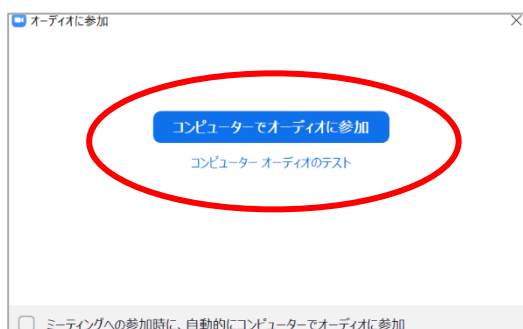 オーディオに参加
コンピューターでオーディオに参加
コンピューター オーディオのテスト
ミーティングへの参加時に、自動的にコンピューターでオーディオに参加